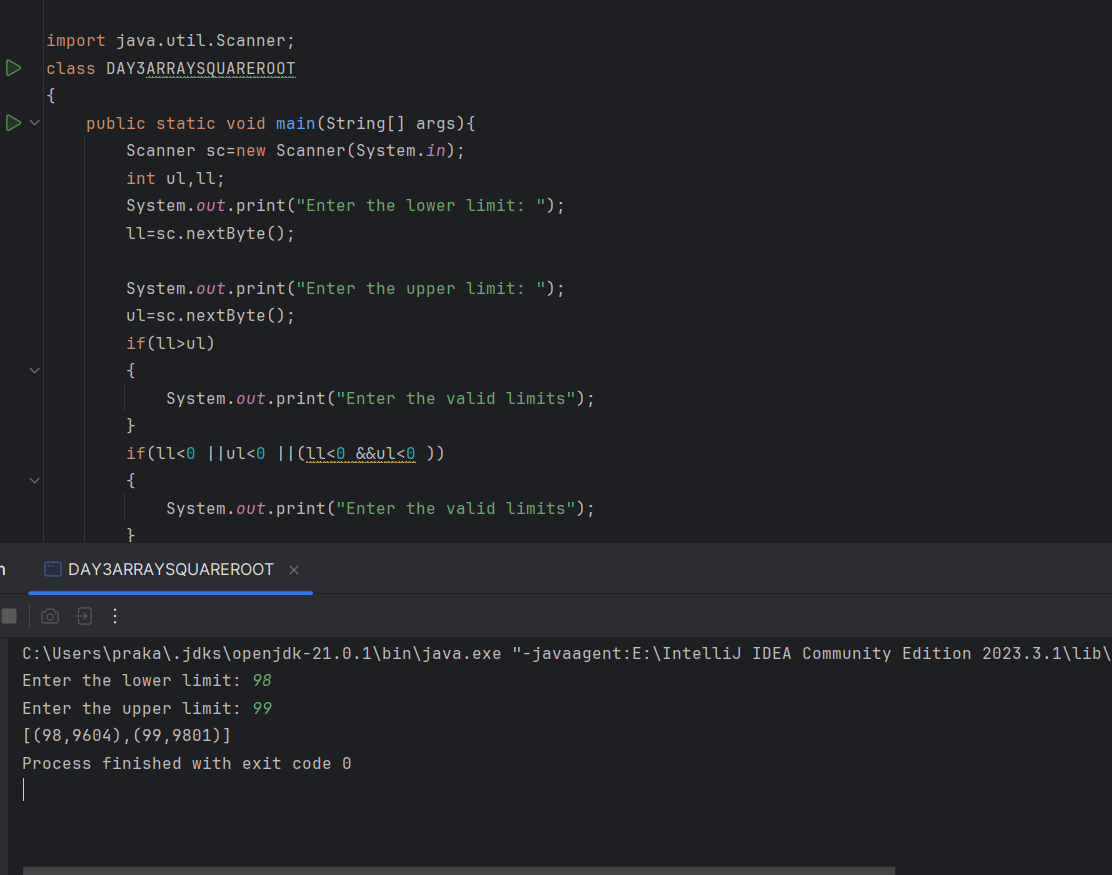 import java.util.Scanner;
class DAY3ARRAYSQUAREROOT
{
public static void main(String[] args){
Scanner sc=new Scanner(System.in);
int ul,ll;
System.out.print("Enter the lower limit: ");
ll=sc.nextByte();
System.out.print("Enter the upper limit: ");
ul=sc.nextByte();
if(ll>ul)
{
System.out.print("Enter the valid limits");
}
if(ll<0 ||ul<0 ||(ll<0 &&ul<0 ))
{
System.out.print("Enter the valid limits");
}
DAY3ARRAYSQUAREROOT
C:\Users\praka\.jdks\openjdk-21.0.1\bin\java.exe "-javaagent:E:\IntelliJ IDEA Community Edition 2023.3.1\lib\
Enter the lower limit: 98
Enter the upper limit: 99
[(98,9604),(99,9801)]
Process finished with exit code 0